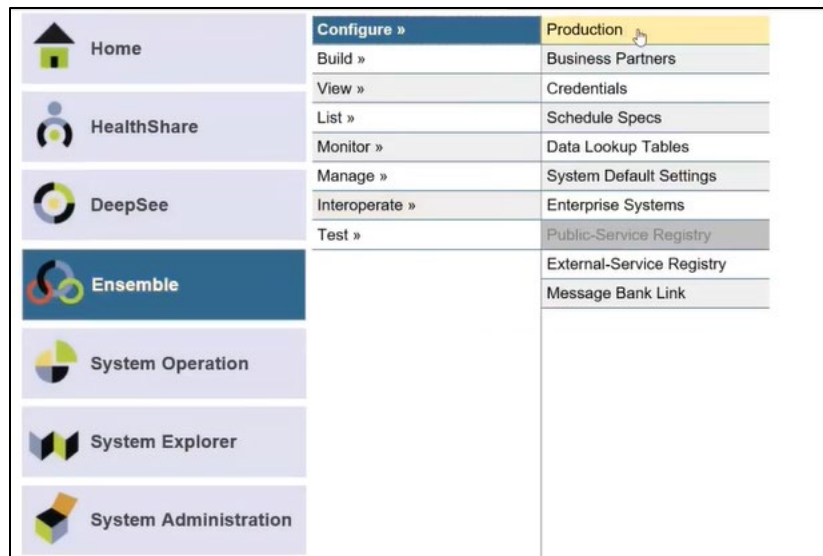 Home
HealthShare
DeepSee
Ensemble
System Operation
System Explorer
System Administration
Configure »
Build »
View »
List »
Monitor »
Manage »
Interoperate »
Test »
Production
Business Partners
Credentials
Schedule Specs
Data Lookup Tables
System Default Settings
Enterprise Systems
Public-Service Registry
External-Service Registry
Message Bank Link